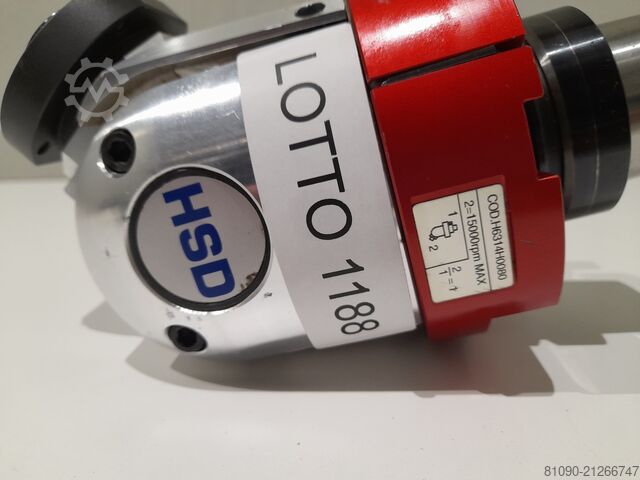 HSD
LOTTO 1188
COD.H6314H0080
2=15000rpm MAX.
1
2
2/1 = 1
81090-21266747